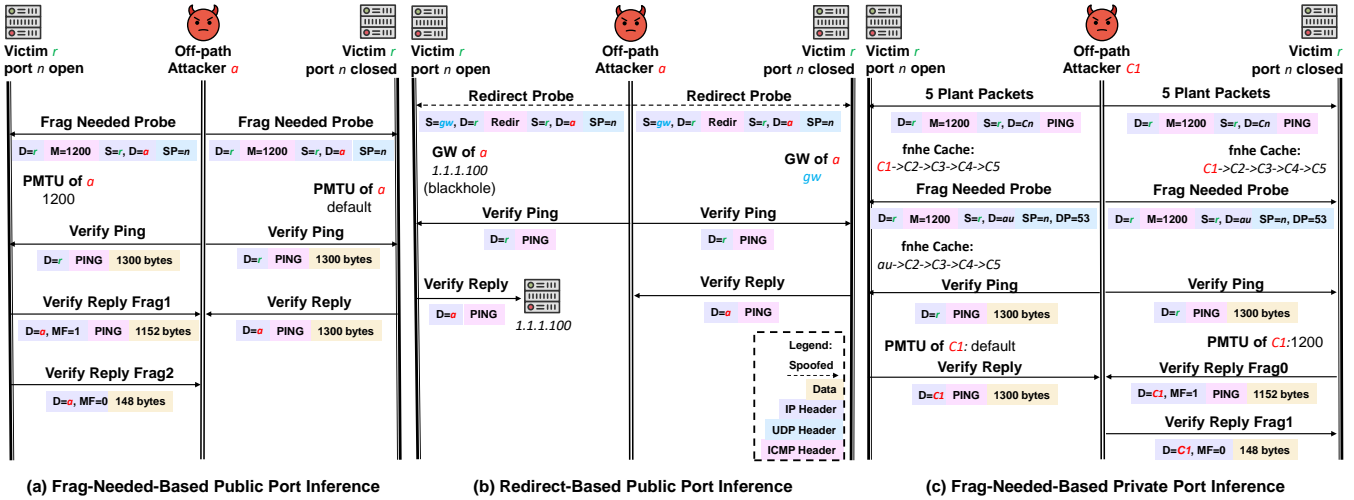 Victim r
port n open
Off-path
Attacker a
Victim r
port n closed
Frag Needed Probe
Frag Needed Probe
D=r M=1200 S=r, D=a SP=n
D=r M=1200 S=r, D=a SP=n
PMTU of a
1200
PMTU of a
default
Verify Ping
Verify Ping
D=r PING 1300 bytes
D=r PING 1300 bytes
Verify Reply Frag1
Verify Reply
D=a, MF=1 PING 1152 bytes
D=a PING 1300 bytes
Verify Reply Frag2
D=a, MF=0 148 bytes
(a) Frag-Needed-Based Public Port Inference
Victim r
port n open
Off-path
Attacker a
Victim r
port n closed
Redirect Probe
Redirect Probe
S=gw, D=r Redir S=r, D=a SP=n
S=gw, D=r Redir S=r, D=a SP=n
GW of a
1.1.1.100
(blackhole)
GW of a
gw
Verify Ping
Verify Ping
D=r PING
D=r PING
Verify Reply
Verify Reply
D=a PING
1.1.1.100
D=a PING
Legend:
Spoofed
Data
IP Header
UDP Header
ICMP Header
(b) Redirect-Based Public Port Inference
Victim r
port n open
Off-path
Attacker C1
Victim r
port n closed
5 Plant Packets
5 Plant Packets
D=r M=1200 S=r, D=Cn PING
D=r M=1200 S=r, D=Cn PING
fnhe Cache:
C1->C2->C3->C4->C5
fnhe Cache:
C1->C2->C3->C4->C5
Frag Needed Probe
Frag Needed Probe
D=r M=1200 S=r, D=au SP=n, DP=53
D=r M=1200 S=r, D=au SP=n, DP=53
fnhe Cache:
au->C2->C3->C4->C5
Verify Ping
Verify Ping
D=r PING 1300 bytes
D=r PING 1300 bytes
PMTU of C1: default
PMTU of C1:1200
Verify Reply
Verify Reply Frag0
D=C1 PING 1300 bytes
D=C1, MF=1 PING 1152 bytes
Verify Reply Frag1
D=C1, MF=0 148 bytes
(c) Frag-Needed-Based Private Port Inference